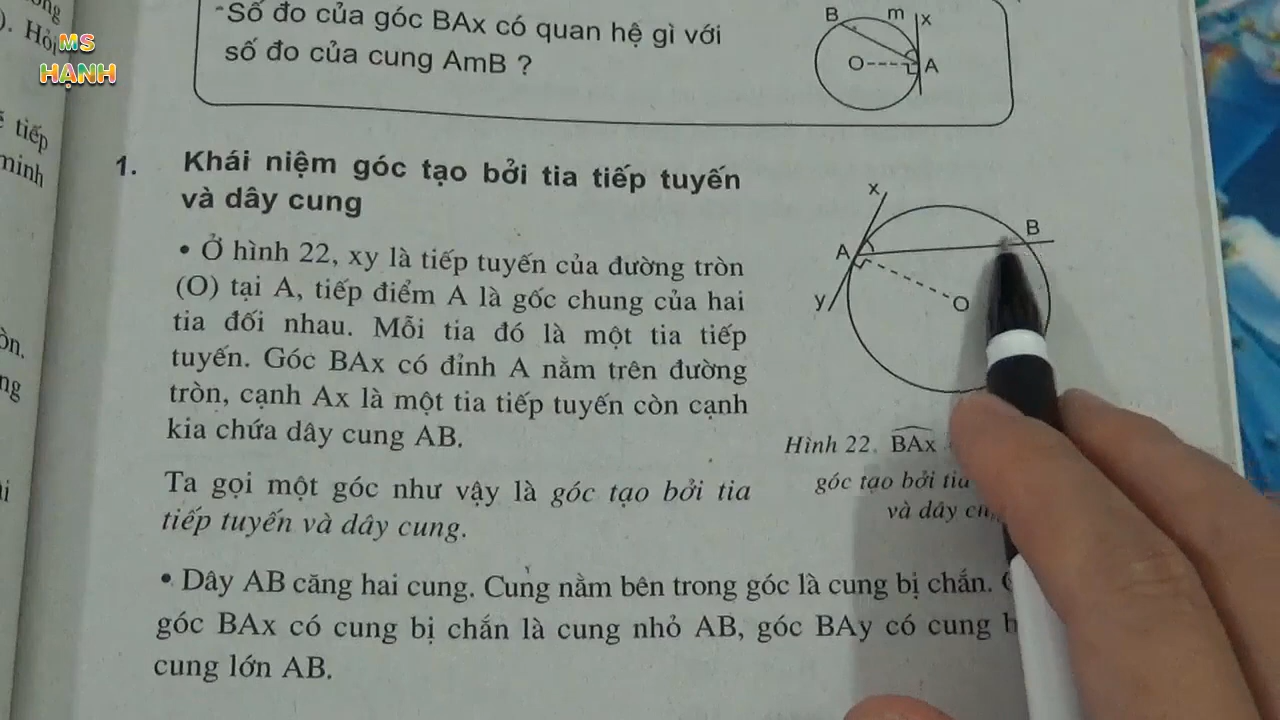 MS
HẠNH
). Hỏi
tiếp
minh
òn.
ng
Số đo của góc BAx có quan hệ gì với
số đo của cung AmB ?
B m x
O A
1. Khái niệm góc tạo bởi tia tiếp tuyến
và dây cung
• Ở hình 22, xy là tiếp tuyến của đường tròn
(O) tại A, tiếp điểm A là gốc chung của hai
tia đối nhau. Mỗi tia đó là một tia tiếp
tuyến. Góc BAx có đỉnh A nằm trên đường
tròn, cạnh Ax là một tia tiếp tuyến còn cạnh
kia chứa dây cung AB.
Ta gọi một góc như vậy là góc tạo bởi tia
tiếp tuyến và dây cung.
x
B
A
y O
Hình 22. BAx
góc tạo bởi tia
và dây
• Dây AB căng hai cung. Cung nằm bên trong góc là cung bị chắn.
góc BAx có cung bị chắn là cung nhỏ AB, góc BAy có cung
cung lớn AB.